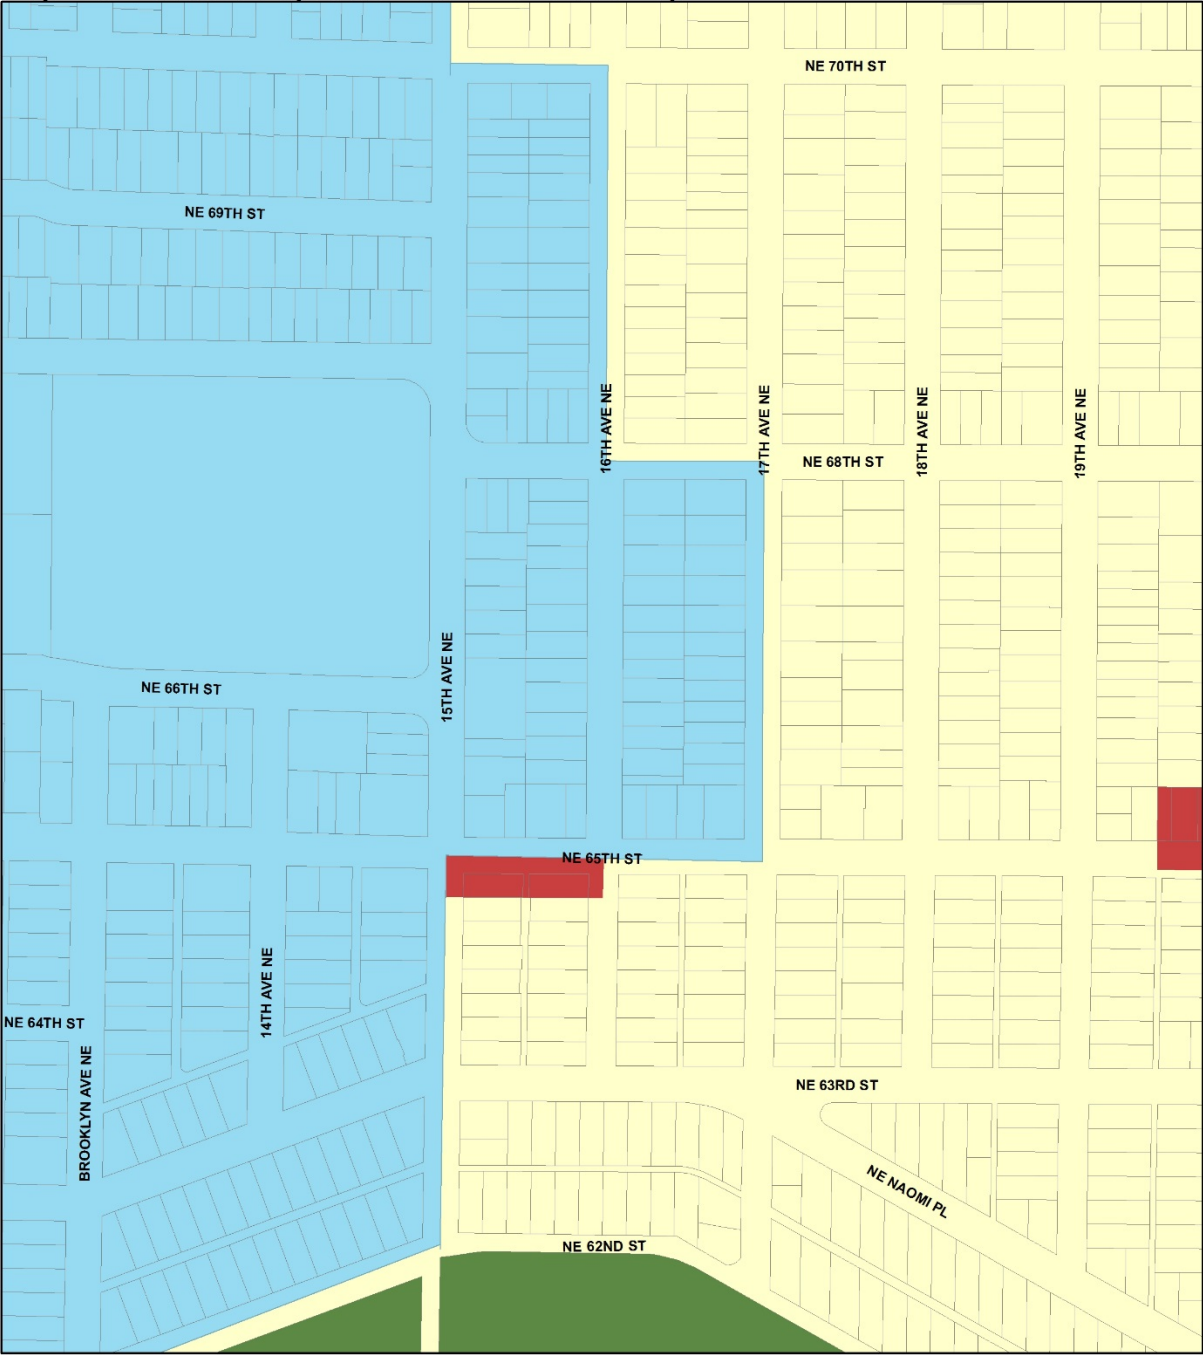 NE 70TH ST
NE 69TH ST
16TH AVE NE
17TH AVE NE
18TH AVE NE
19TH AVE NE
NE 68TH ST
15TH AVE NE
NE 66TH ST
NE 65TH ST
14TH AVE NE
NE 64TH ST
BROOKLYN AVE NE
NE 63RD ST
NE NAOMI PL
NE 62ND ST